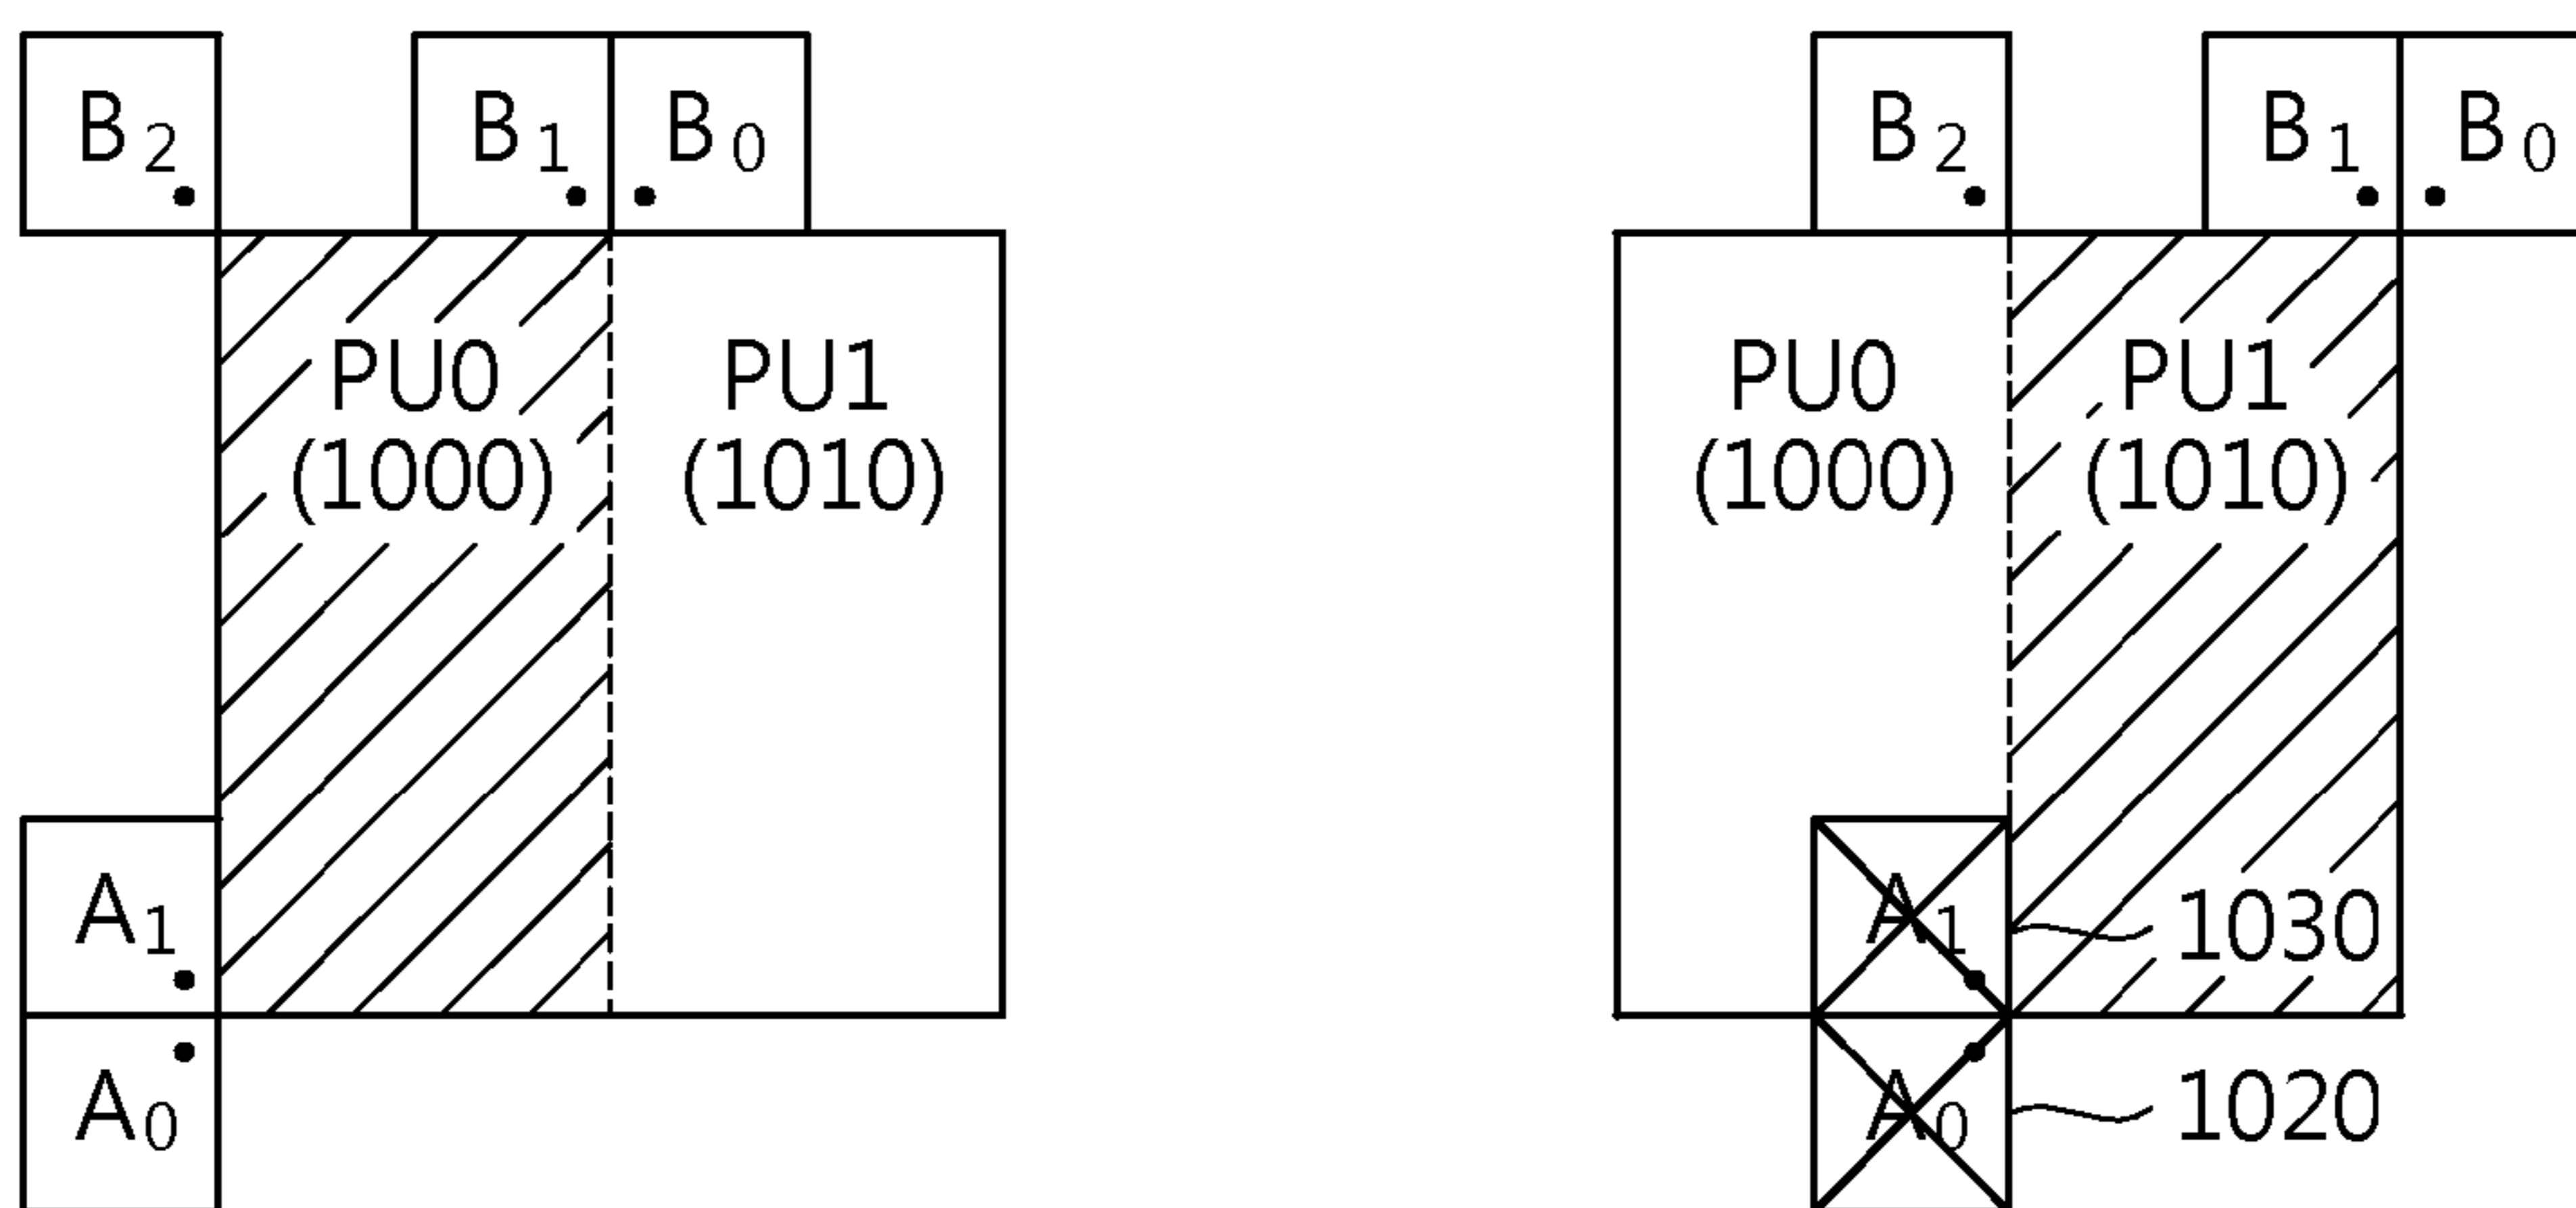 B2 B1 B0
PU0 PU1
(1000) (1010)
A1
A0
B2 B1 B0
PU0 PU1
(1000) (1010)
A1 1030
A0 1020